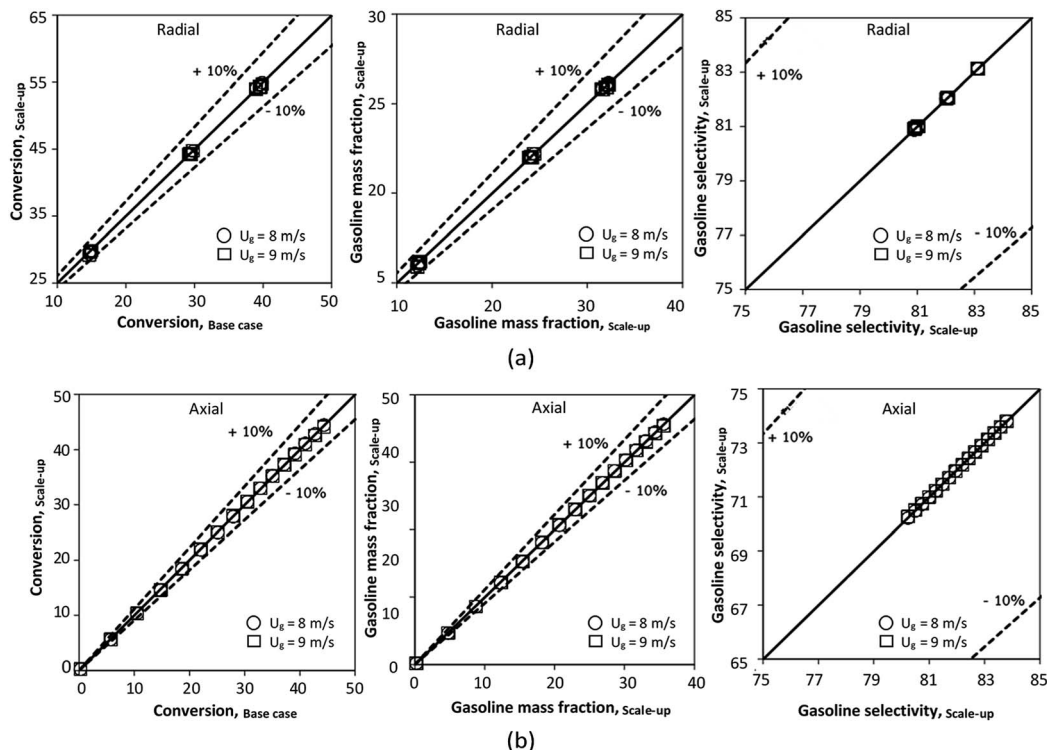 65
55
45
35
25
10
20
30
40
50
Radial
+ 10%
- 10%
Ug = 8 m/s
Ug = 9 m/s
Conversion, Scale-up
Conversion, Base case
30
26
22
5
10
20
30
40
Radial
+ 10%
- 10%
Ug = 8 m/s
Ug = 9 m/s
Gasoline mass fraction, Scale-up
Gasoline mass fraction, Scale-up
85
83
81
79
77
75
75
77
79
81
83
85
Radial
+ 10%
- 10%
Ug = 8 m/s
Ug = 9 m/s
Gasoline selectivity, Scale-up
Gasoline selectivity, Scale-up
(a)
50
40
30
20
10
0
0
10
20
30
40
50
Axial
+ 10%
- 10%
Ug = 8 m/s
Ug = 9 m/s
Conversion, Scale-up
Conversion, Base case
50
40
30
20
10
0
0
10
20
30
40
Axial
+ 10%
- 10%
Ug = 8 m/s
Ug = 9 m/s
Gasoline mass fraction, Scale-up
Gasoline mass fraction, Scale-up
75
73
71
70
67
65
75
77
79
81
83
85
Axial
+ 10%
- 10%
Ug = 8 m/s
Ug = 9 m/s
Gasoline selectivity, Scale-up
Gasoline selectivity, Scale-up
(b)